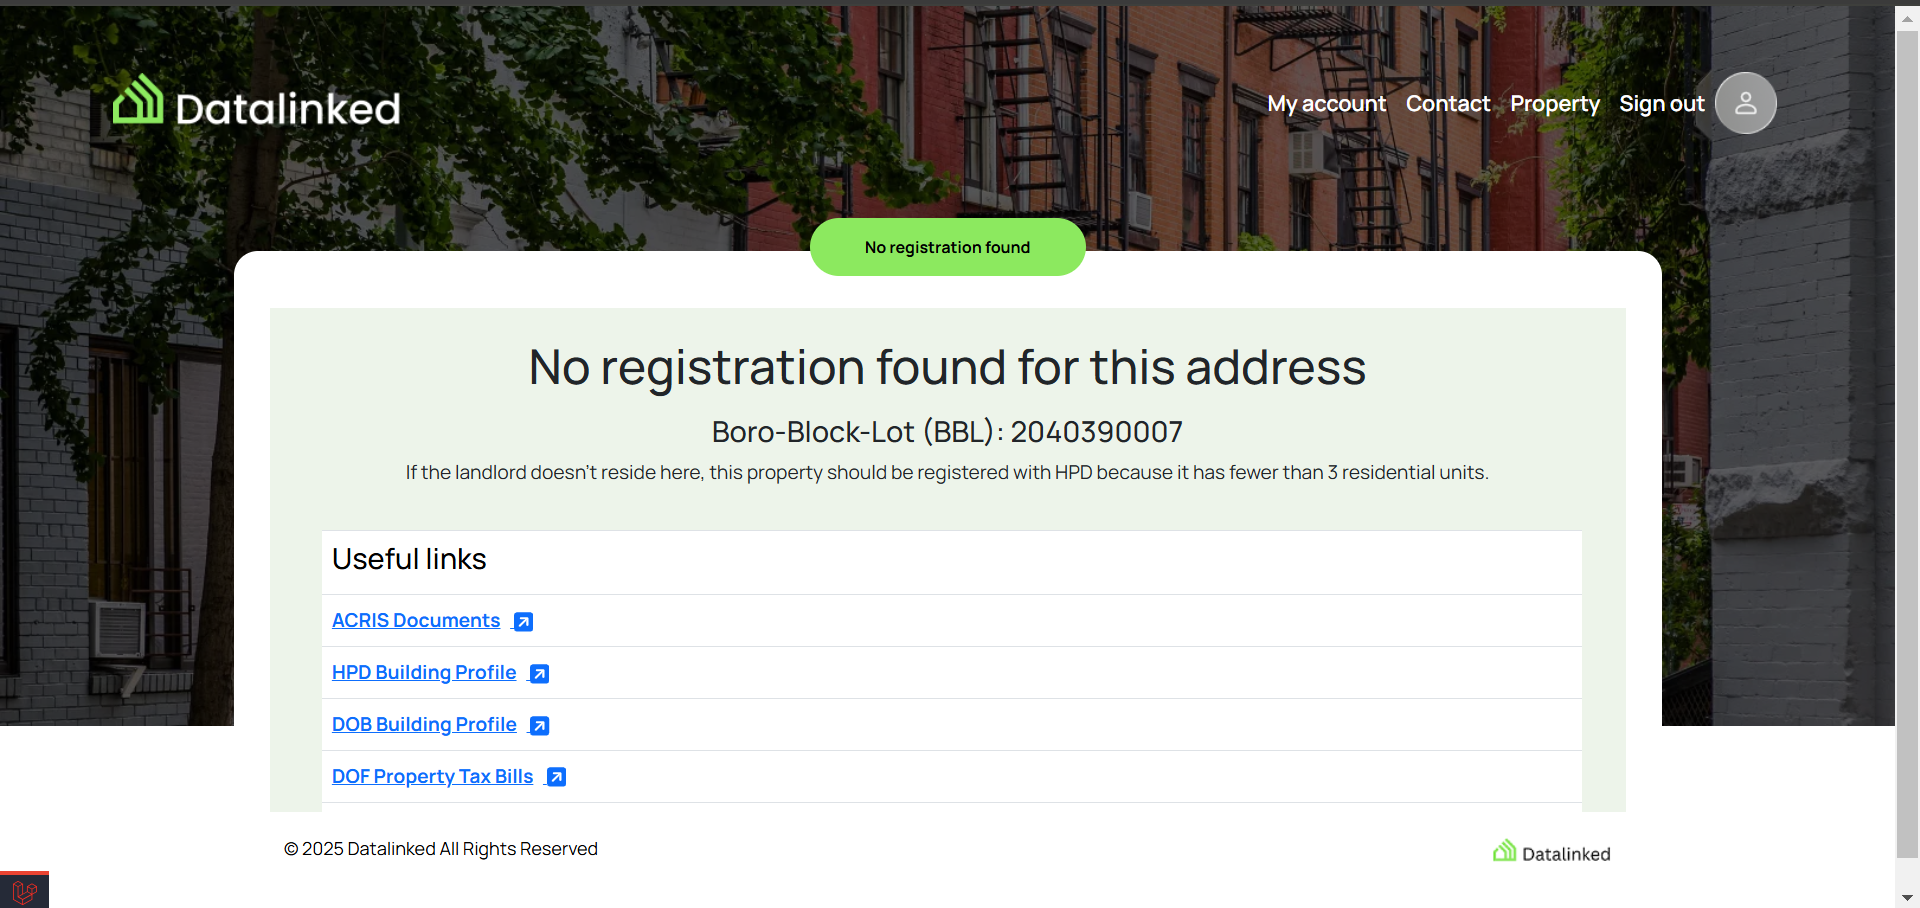 Datalinked
My account Contact Property Sign out
No registration found
No registration found for this address
Boro-Block-Lot (BBL): 2040390007
If the landlord doesn't reside here, this property should be registered with HPD because it has fewer than 3 residential units.
Useful links
ACRIS Documents
HPD Building Profile
DOB Building Profile
DOF Property Tax Bills
© 2025 Datalinked All Rights Reserved
Datalinked